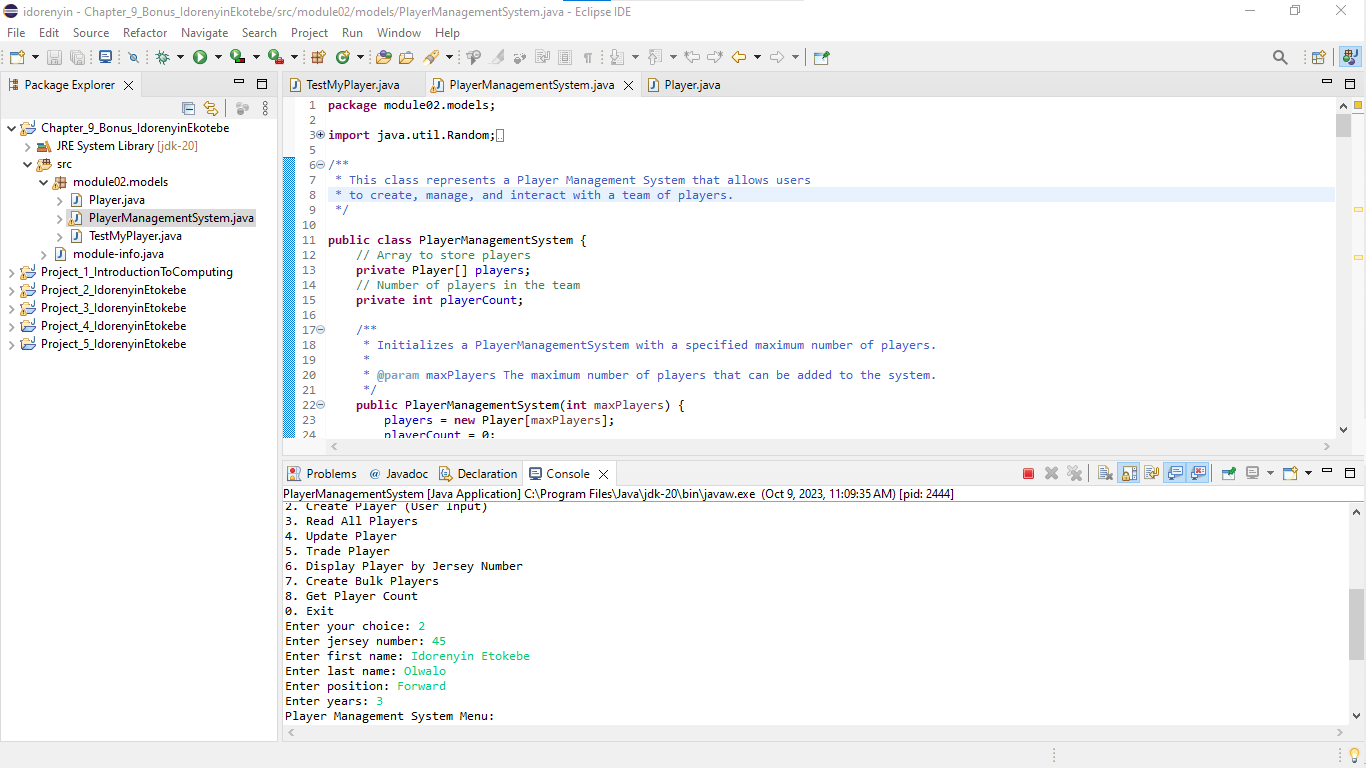 idorenyin - Chapter_9_Bonus_IdorenyinEkotebe/src/module02/models/PlayerManagementSystem.java - Eclipse IDE
File Edit Source Refactor Navigate Search Project Run Window Help
Package Explorer
Chapter_9_Bonus_IdorenyinEkotebe
JRE System Library [jdk-20]
src
module02.models
Player.java
PlayerManagementSystem.java
TestMyPlayer.java
module-info.java
Project_1_IntroductionToComputing
Project_2_IdorenyinEtokebe
Project_3_IdorenyinEtokebe
Project_4_IdorenyinEtokebe
Project_5_IdorenyinEtokebe
TestMyPlayer.java PlayerManagementSystem.java Player.java
1 package module02.models;
2
3 import java.util.Random;
5
6 /**
7 * This class represents a Player Management System that allows users
8 * to create, manage, and interact with a team of players.
9 */
10
11 public class PlayerManagementSystem {
12 // Array to store players
13 private Player[] players;
14 // Number of players in the team
15 private int playerCount;
16
17 /**
18 * Initializes a PlayerManagementSystem with a specified maximum number of players.
19 *
20 * @param maxPlayers The maximum number of players that can be added to the system.
21 */
22 public PlayerManagementSystem(int maxPlayers) {
23 players = new Player[maxPlayers];
24 playerCount = 0;
Problems @ Javadoc Declaration Console
PlayerManagementSystem [Java Application] C:\Program Files\Java\jdk-20\bin\javaw.exe (Oct 9, 2023, 11:09:35 AM) [pid: 2444]
2. Create Player (User Input)
3. Read All Players
4. Update Player
5. Trade Player
6. Display Player by Jersey Number
7. Create Bulk Players
8. Get Player Count
0. Exit
Enter your choice: 2
Enter jersey number: 45
Enter first name: Idorenyin Etokebe
Enter last name: Olwalo
Enter position: Forward
Enter years: 3
Player Management System Menu: